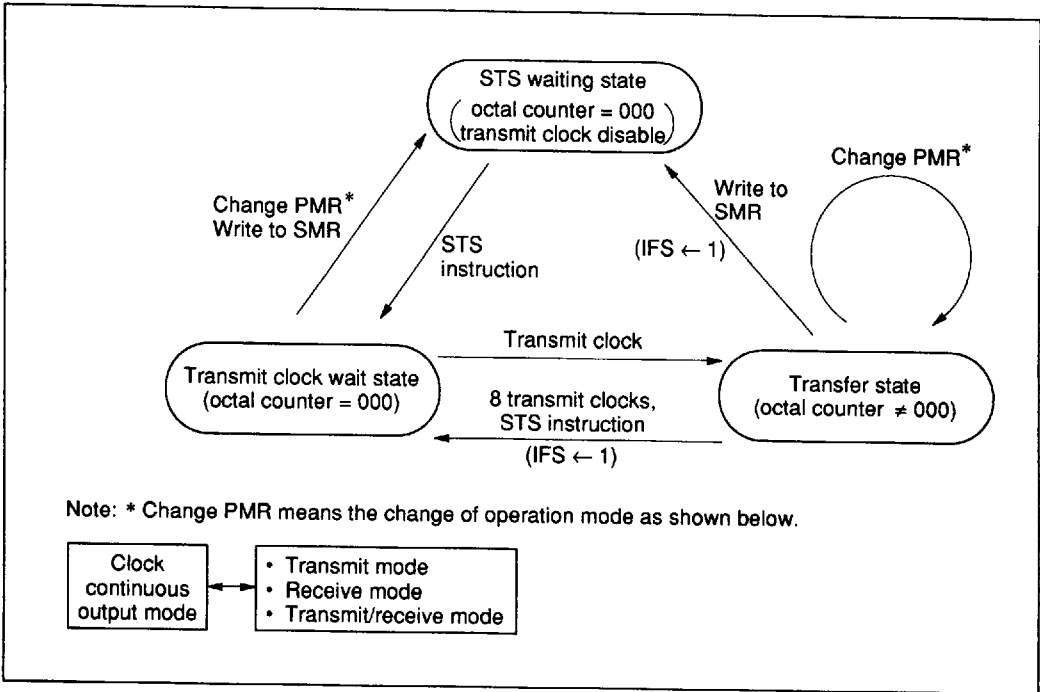 STS waiting state
(octal counter = 000
transmit clock disable)
Change PMR*
Write to SMR
STS
instruction
Write to
SMR
(IFS ← 1)
Change PMR*
Transmit clock wait state
(octal counter = 000)
Transmit clock
8 transmit clocks,
STS instruction
(IFS ← 1)
Transfer state
(octal counter ≠ 000)
Note: * Change PMR means the change of operation mode as shown below.
Clock
continuous
output mode
• Transmit mode
• Receive mode
• Transmit/receive mode